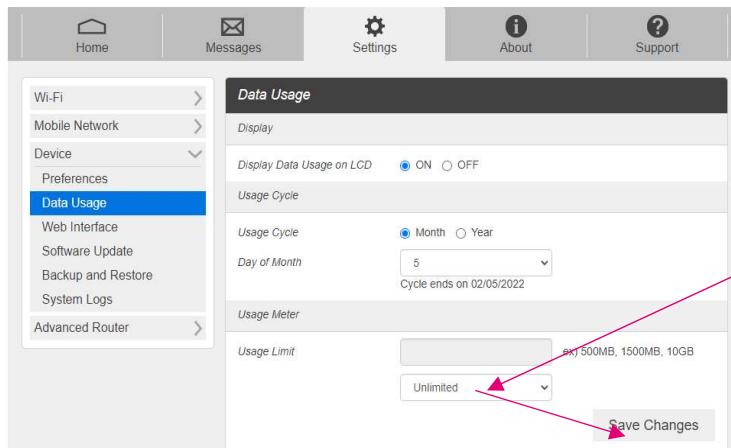 Home Messages Settings About Support
Wi-Fi
Mobile Network
Device
Preferences
Data Usage
Web Interface
Software Update
Backup and Restore
System Logs
Advanced Router
Data Usage
Display
Display Data Usage on LCD ON OFF
Usage Cycle
Usage Cycle Month Year
Day of Month 5
Cycle ends on 02/05/2022
Usage Meter
Usage Limit ex) 500MB, 1500MB, 10GB
Unlimited
Save Changes